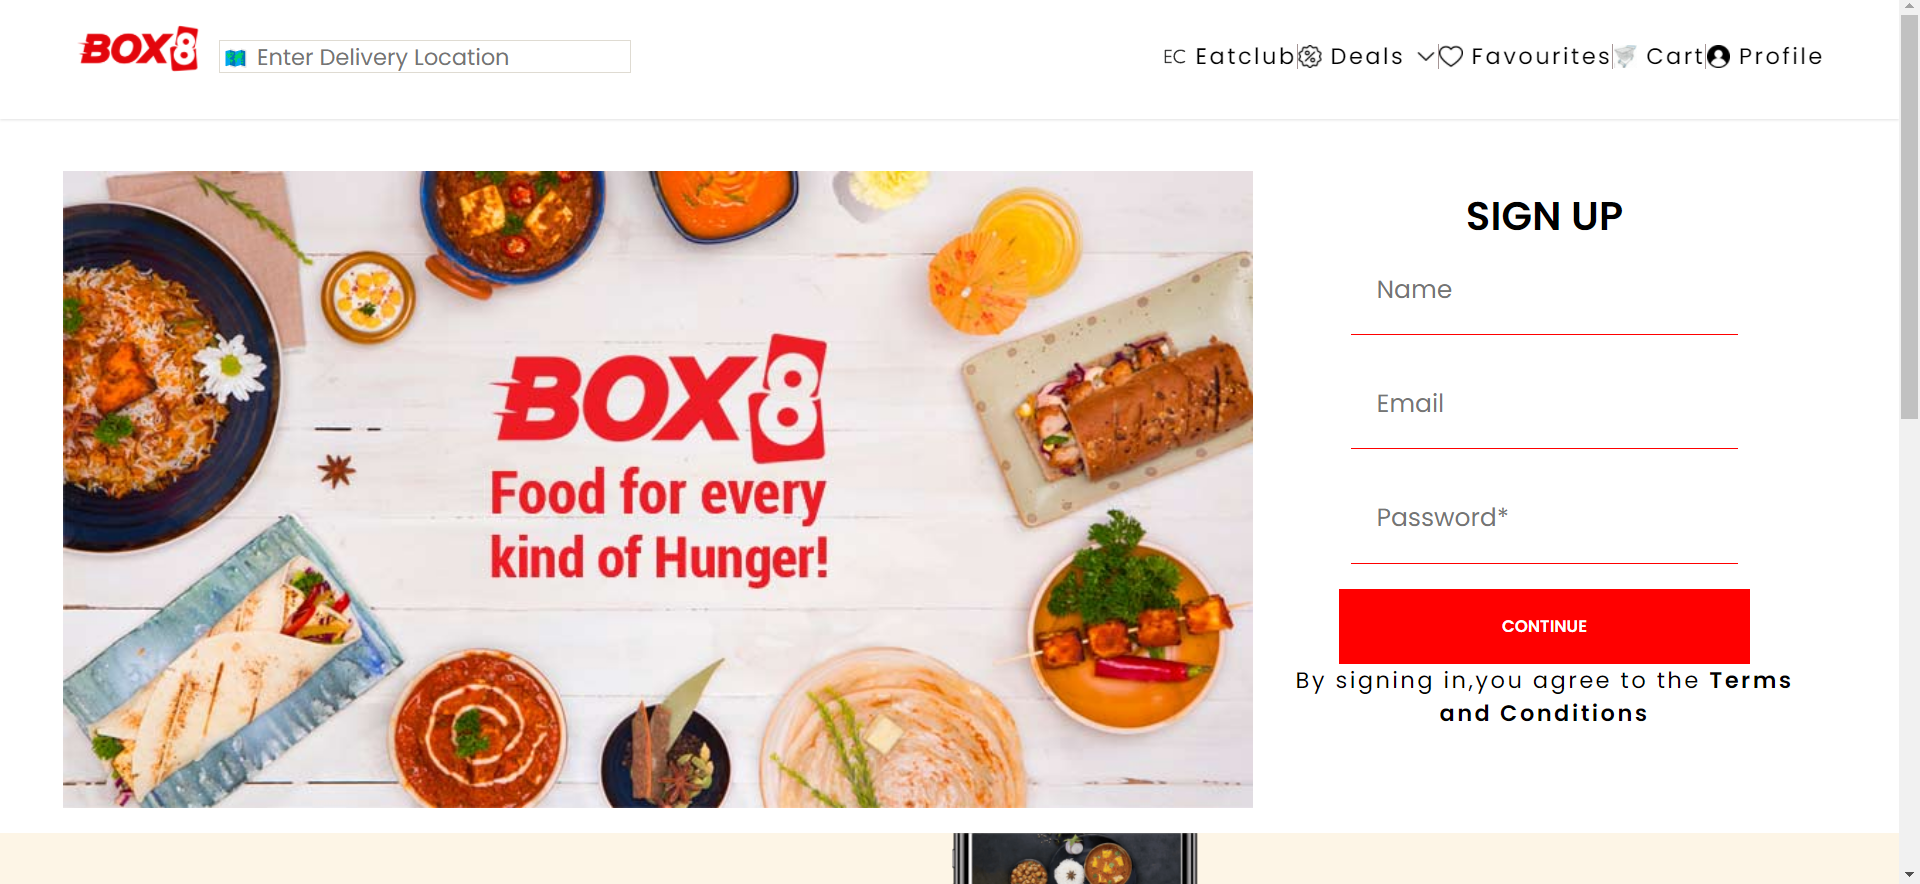 BOX8
Enter Delivery Location
EC Eatclub
Deals
Favourites
Cart
Profile
BOX8
Food for every
kind of Hunger!
SIGN UP
Name
Email
Password*
CONTINUE
By signing in,you agree to the Terms
and Conditions